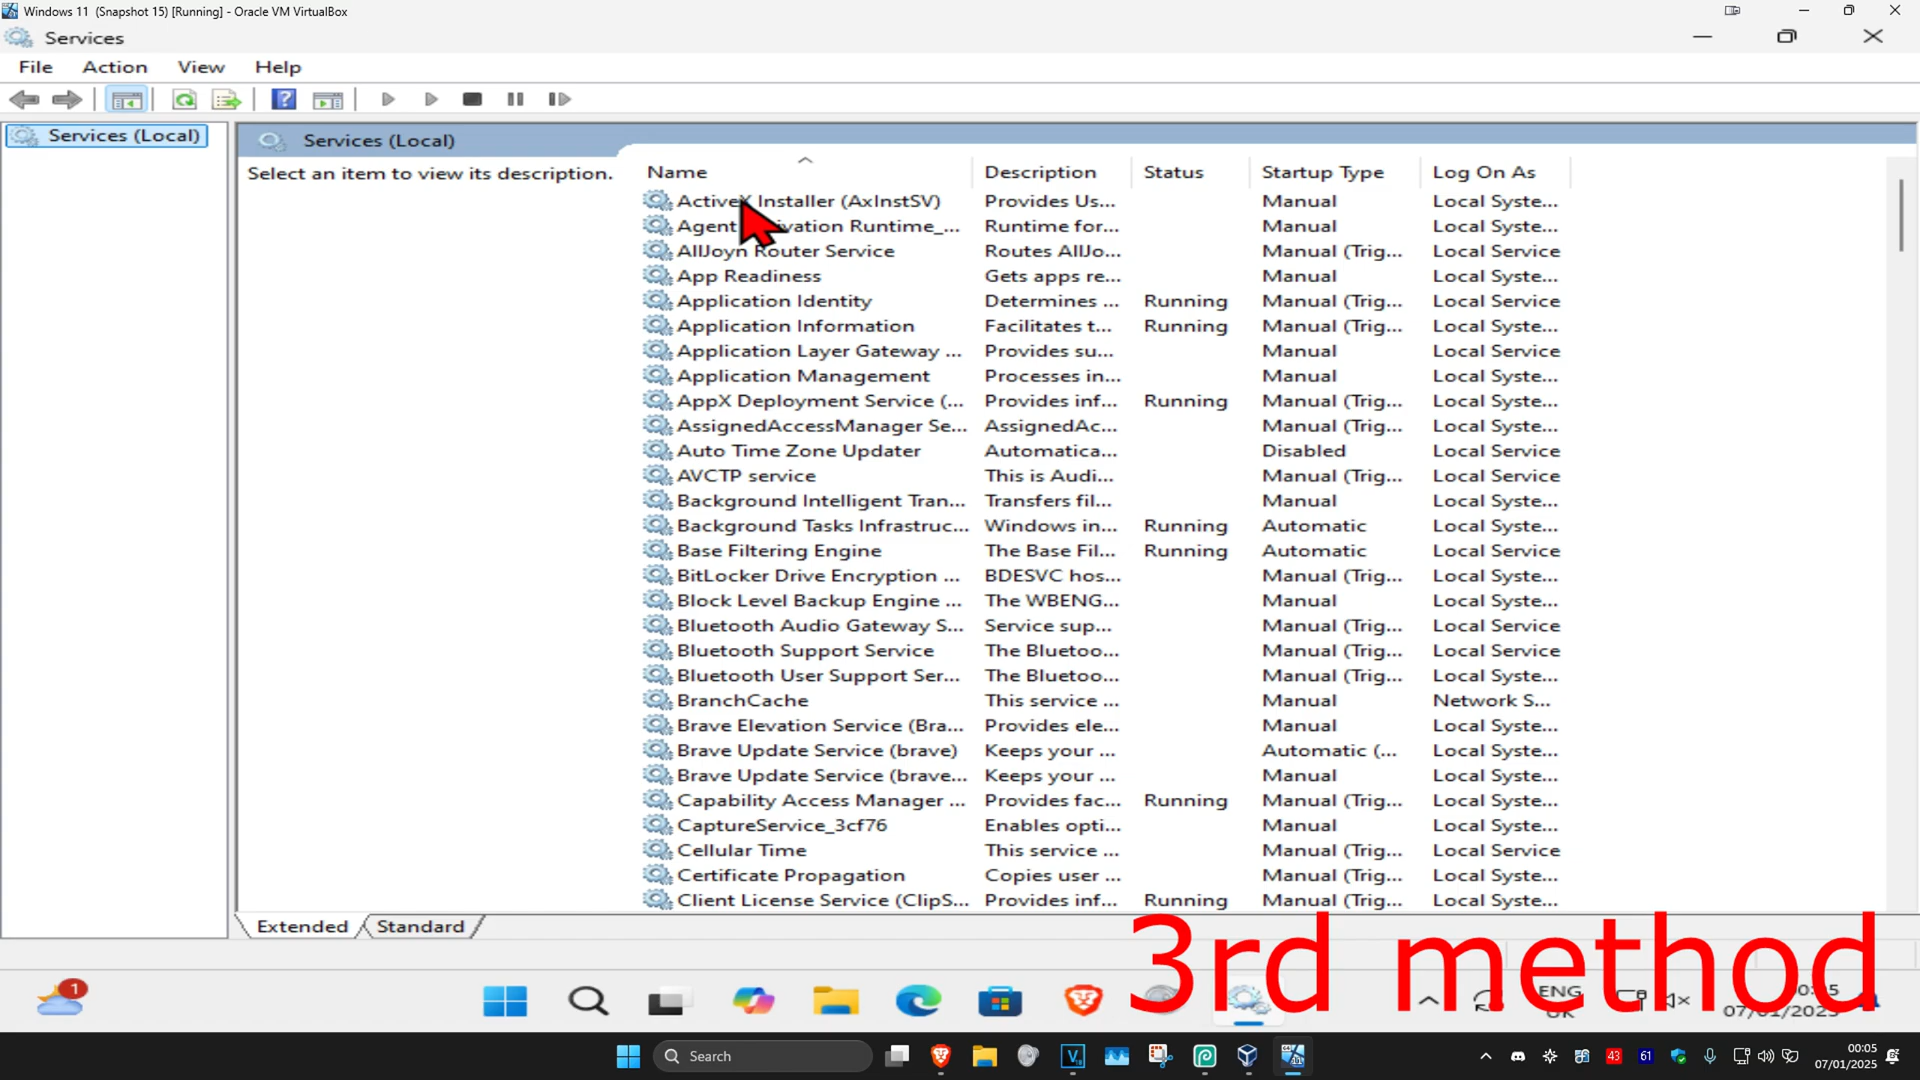 Windows 11 (Snapshot 15) [Running] - Oracle VM VirtualBox
Services
File Action View Help
Services (Local)
Services (Local)
Select an item to view its description.
Name Description Status Startup Type Log On As
ActiveX Installer (AxInstSV) Provides Us... Manual Local Syste...
Agent vation Runtime_... Runtime for... Manual Local Syste...
AllJoyn Router Service Routes AllJo... Manual (Trig... Local Service
App Readiness Gets apps re... Manual Local Syste...
Application Identity Determines ... Running Manual (Trig... Local Service
Application Information Facilitates t... Running Manual (Trig... Local Syste...
Application Layer Gateway ... Provides su... Manual Local Service
Application Management Processes in... Manual Local Syste...
AppX Deployment Service (... Provides inf... Running Manual (Trig... Local Syste...
AssignedAccessManager Se... AssignedAc... Manual (Trig... Local Syste...
Auto Time Zone Updater Automatica... Disabled Local Service
AVCTP service This is Audi... Manual (Trig... Local Service
Background Intelligent Tran... Transfers fil... Manual Local Syste...
Background Tasks Infrastruc... Windows in... Running Automatic Local Syste...
Base Filtering Engine The Base Fil... Running Automatic Local Service
BitLocker Drive Encryption ... BDESVC hos... Manual (Trig... Local Syste...
Block Level Backup Engine ... The WBENG... Manual Local Syste...
Bluetooth Audio Gateway S... Service sup... Manual (Trig... Local Service
Bluetooth Support Service The Bluetoo... Manual (Trig... Local Service
Bluetooth User Support Ser... The Bluetoo... Manual (Trig... Local Syste...
BranchCache This service ... Manual Network S...
Brave Elevation Service (Bra... Provides ele... Manual Local Syste...
Brave Update Service (brave) Keeps your ... Automatic (... Local Syste...
Brave Update Service (brave... Keeps your ... Manual Local Syste...
Capability Access Manager ... Provides fac... Running Manual (Trig... Local Syste...
CaptureService_3cf76 Enables opti... Manual Local Syste...
Cellular Time This service ... Manual (Trig... Local Service
Certificate Propagation Copies user ... Manual (Trig... Local Syste...
Client License Service (ClipS... Provides inf... Running Manual (Trig... Local Syste...
Extended Standard
3rd method
1
ENG
UK
07/01/2025
Search
43
61
00:05
07/01/2025